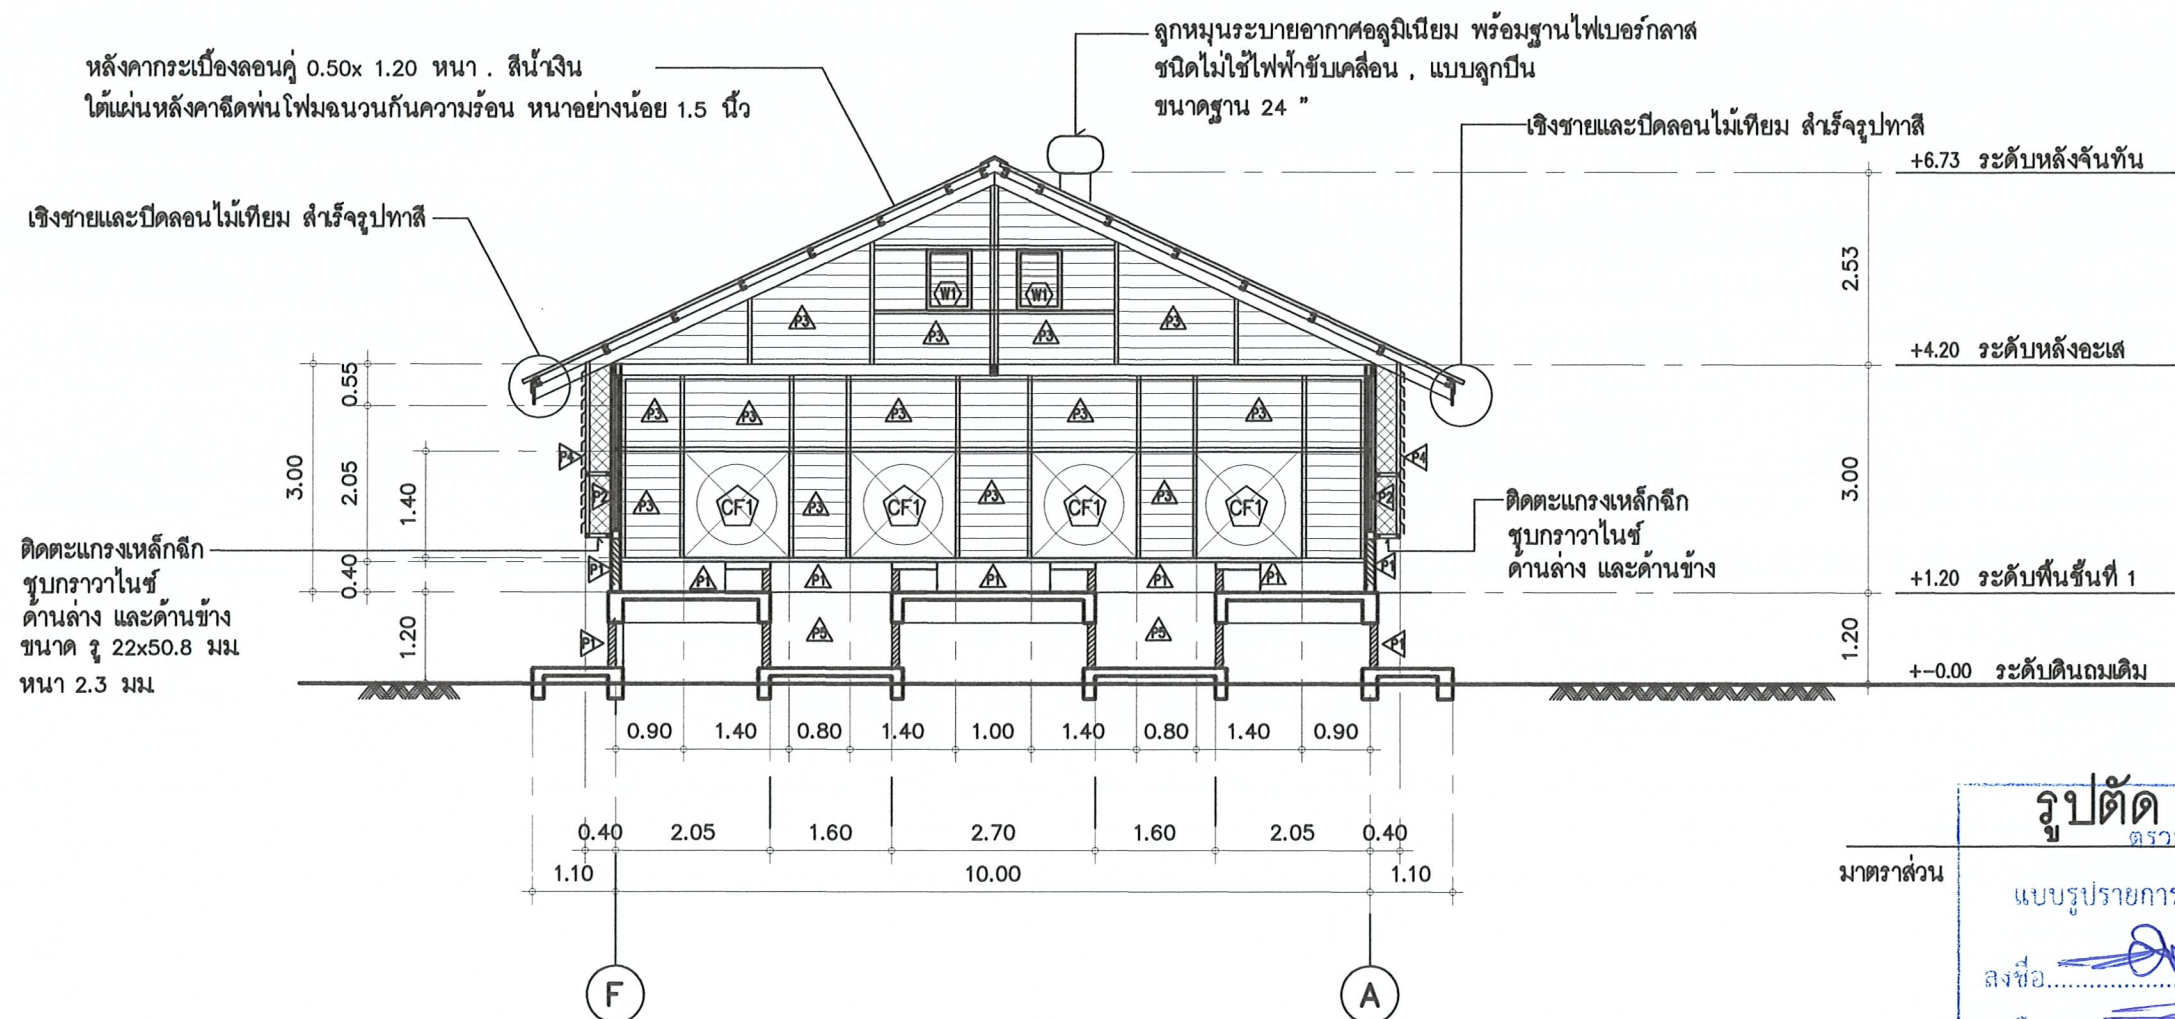 ลูกหมุนระบายอากาศอลูมิเนียม พร้อมฐานไฟเบอร์กลาส
ชนิดไม่ใช้ไฟฟ้าขับเคลื่อน , แบบลูกปืน
ขนาดฐาน 24 "
หลังคากระเบื้องลอนคู่ 0.50x 1.20 หนา . สีน้ำเงิน
ใต้แผ่นหลังคาฉีดพ่นโฟมฉนวนกันความร้อน หนาอย่างน้อย 1.5 นิ้ว
เชิงชายและปิดลอนไม้เทียม สำเร็จรูปทาสี
+6.73 ระดับหลังจันทัน
เชิงชายและปิดลอนไม้เทียม สำเร็จรูปทาสี
2.53
W1 W1
P3 P3 P3 P3
+4.20 ระดับหลังอะเส
0.55
P3 P3 P3 P3 P3
P4 P4
3.00 2.05 1.40 3.00
P2 P3 CF1 P3 CF1 P3 CF1 P3 CF1 P2
ติดตะแกรงเหล็กฉีก
ชุบกราวาไนซ์
ด้านล่าง และด้านข้าง
ขนาด รู 22x50.8 มม.
หนา 2.3 มม.
ติดตะแกรงเหล็กฉีก
ชุบกราวาไนซ์
ด้านล่าง และด้านข้าง
0.40
P1 P1 P1 P1 P1 P1 P1
+1.20 ระดับพื้นชั้นที่ 1
1.20 1.20
P1 P5 P5 P1
+-0.00 ระดับดินถมเดิม
0.90 1.40 0.80 1.40 1.00 1.40 0.80 1.40 0.90
0.40 2.05 1.60 2.70 1.60 2.05 0.40
1.10 10.00 1.10
F A
รูปตัด
มาตราส่วน
แบบรูปรายการ
ลงชื่อ